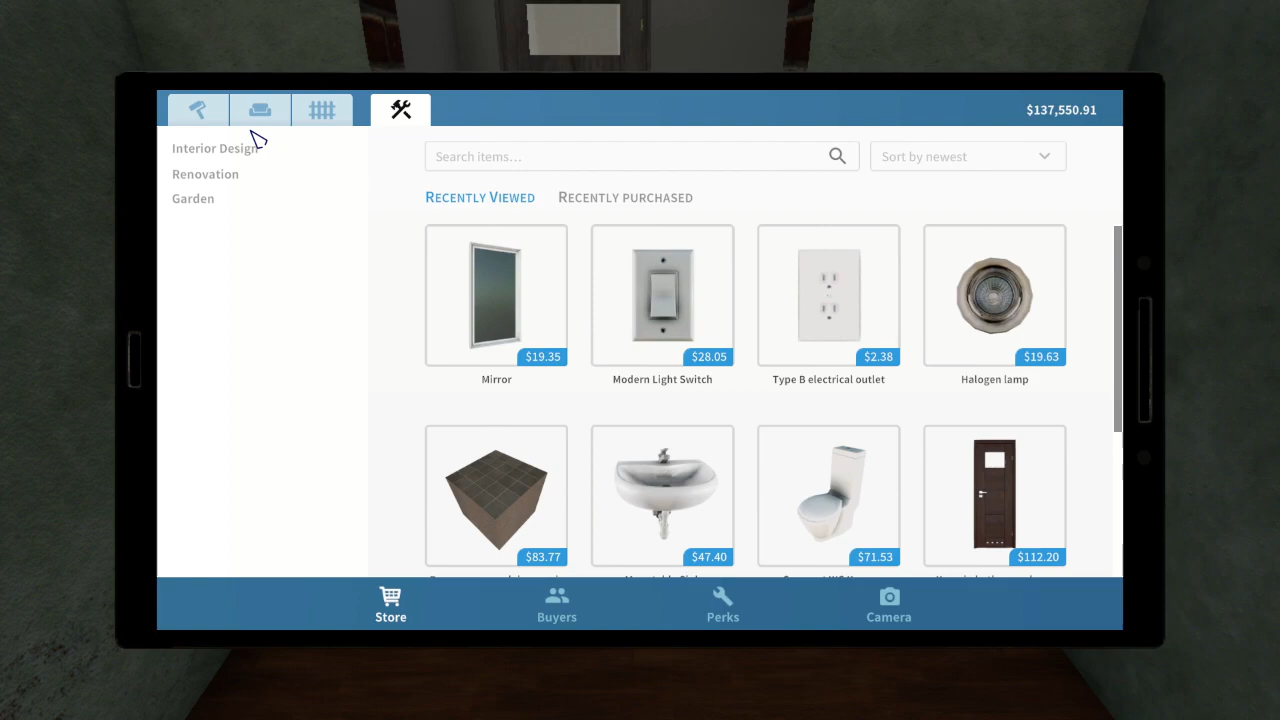 $137,550.91
Interior Design
Renovation
Garden
Search items...
Sort by newest
RECENTLY VIEWED
RECENTLY PURCHASED
$19.35
$28.05
$2.38
$19.63
Mirror
Modern Light Switch
Type B electrical outlet
Halogen lamp
$83.77
$47.40
$71.53
$112.20
Store
Buyers
Perks
Camera